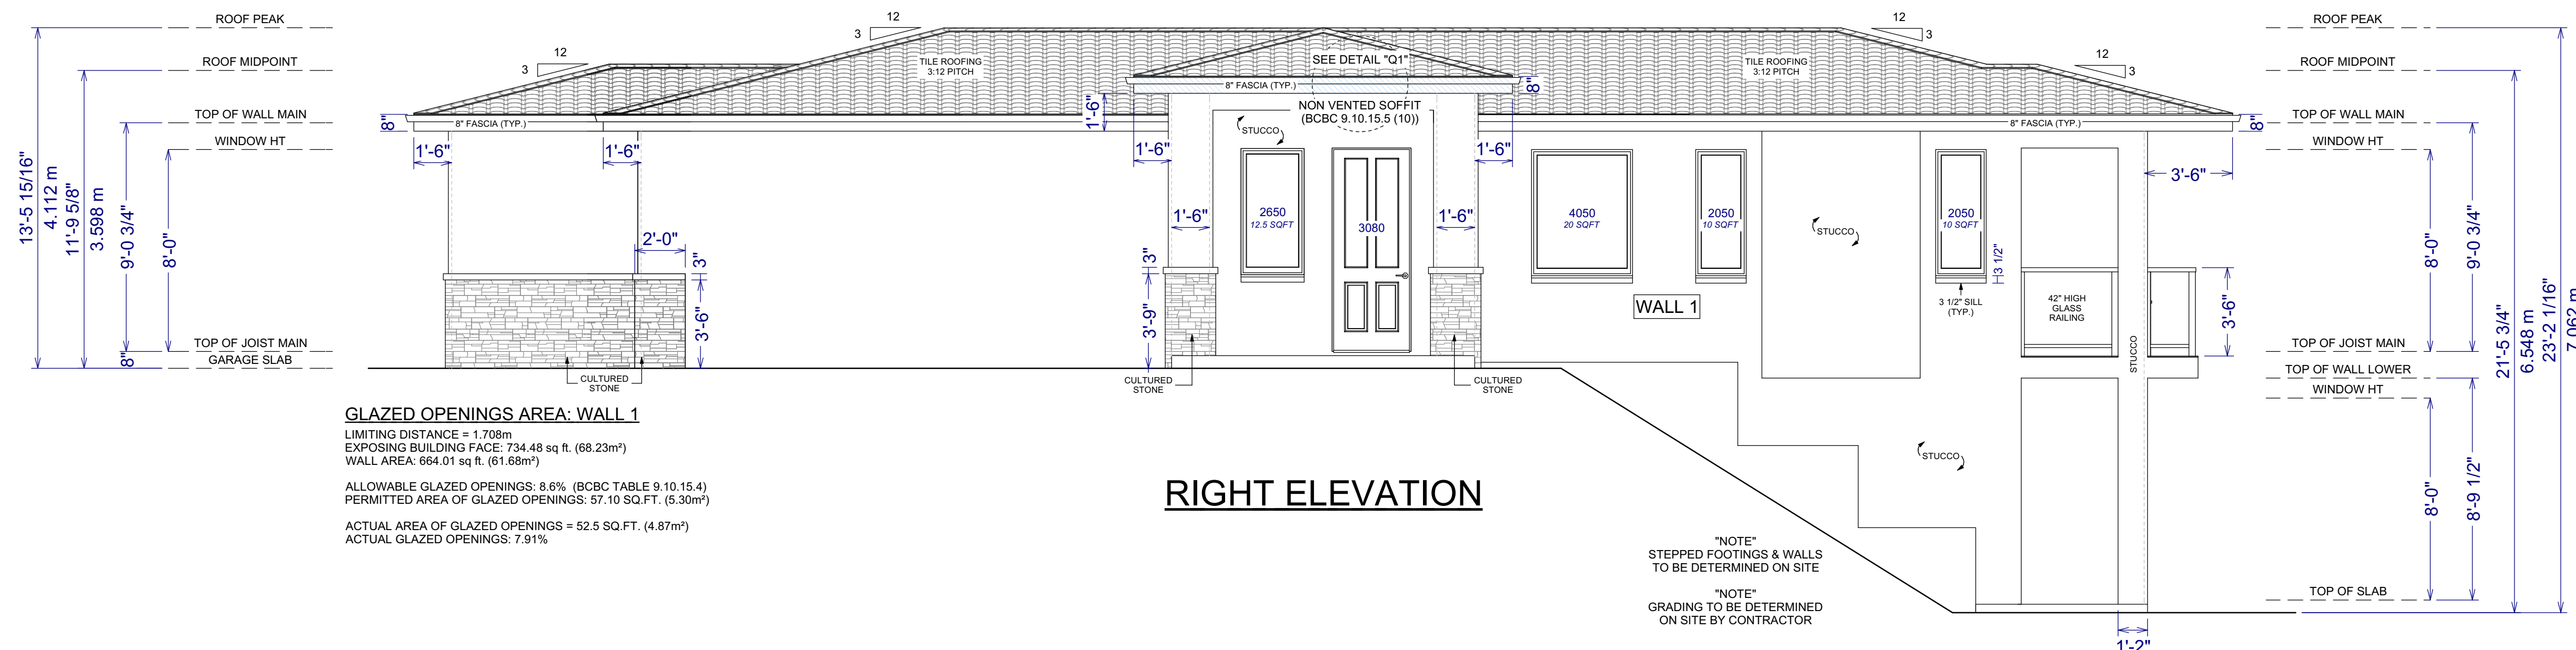 ROOF PEAK
ROOF MIDPOINT
TOP OF WALL MAIN
WINDOW HT
TOP OF JOIST MAIN
GARAGE SLAB
13'-5 15/16"
4.112 m
11'-9 5/8"
3.598 m
9'-0 3/4"
8'-0"
8"
12
3
12
3
TILE ROOFING
3:12 PITCH
8"
8" FASCIA (TYP.)
1'-6"
1'-6"
2'-0"
3"
3'-6"
CULTURED
STONE
SEE DETAIL "Q1"
8" FASCIA (TYP.)
8"
1'-6"
NON VENTED SOFFIT
(BCBC 9.10.15.5 (10))
STUCCO
1'-6"
1'-6"
1'-6"
1'-6"
2650
12.5 SQFT
3080
3"
3'-9"
CULTURED
STONE
CULTURED
STONE
12
3
12
3
TILE ROOFING
3:12 PITCH
8" FASCIA (TYP.)
8"
4050
20 SQFT
2050
10 SQFT
WALL 1
STUCCO
2050
10 SQFT
3 1/2"
3 1/2" SILL
(TYP.)
42" HIGH
GLASS
RAILING
STUCCO
3'-6"
3'-6"
STUCCO
1'-2"
ROOF PEAK
ROOF MIDPOINT
TOP OF WALL MAIN
WINDOW HT
TOP OF JOIST MAIN
TOP OF WALL LOWER
WINDOW HT
TOP OF SLAB
8'-0"
9'-0 3/4"
8'-0"
8'-9 1/2"
21'-5 3/4"
6.548 m
23'-2 1/16"
7.062 m
GLAZED OPENINGS AREA: WALL 1
LIMITING DISTANCE = 1.708m
EXPOSING BUILDING FACE: 734.48 sq ft. (68.23m²)
WALL AREA: 664.01 sq ft. (61.68m²)
ALLOWABLE GLAZED OPENINGS: 8.6% (BCBC TABLE 9.10.15.4)
PERMITTED AREA OF GLAZED OPENINGS: 57.10 SQ.FT. (5.30m²)
ACTUAL AREA OF GLAZED OPENINGS = 52.5 SQ.FT. (4.87m²)
ACTUAL GLAZED OPENINGS: 7.91%
RIGHT ELEVATION
"NOTE"
STEPPED FOOTINGS & WALLS
TO BE DETERMINED ON SITE
"NOTE"
GRADING TO BE DETERMINED
ON SITE BY CONTRACTOR